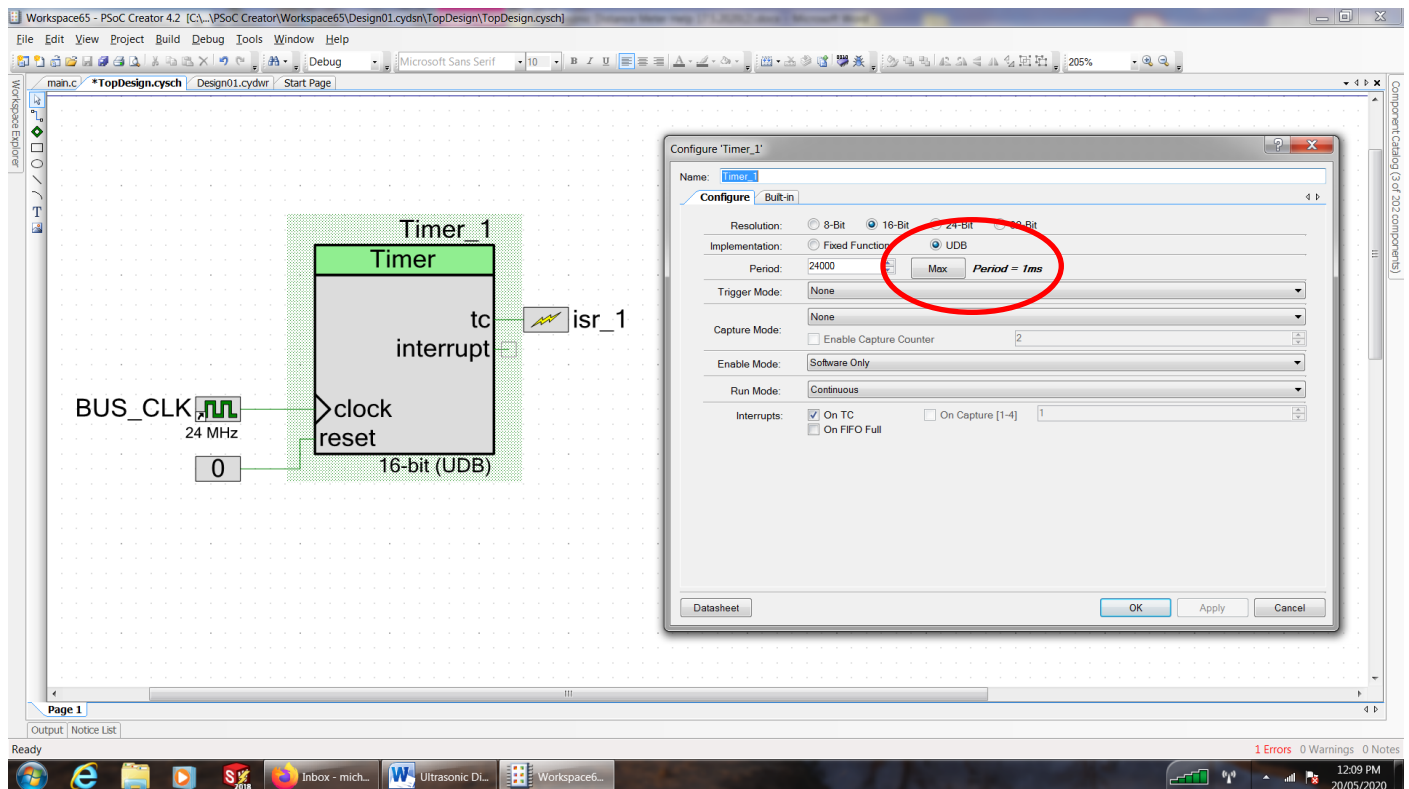 Workspace65 - PSoC Creator 4.2 [C:\...\PSoC Creator\Workspace65\Design01.cydsn\TopDesign\TopDesign.cysch]
File Edit View Project Build Debug Tools Window Help
Debug Microsoft Sans Serif 10 B I U A 205%
main.c *TopDesign.cysch Design01.cydwr Start Page
Workspace Explorer
T
Component Catalog (3 of 202 components)
Timer_1
Timer
tc
isr_1
interrupt
BUS_CLK
24 MHz
clock
reset
0
16-bit (UDB)
Configure 'Timer_1'
Name: Timer_1
Configure Built-in
Resolution: 8-Bit 16-Bit 24-Bit
Implementation: Fixed Function UDB
Period: 24000 Max Period = 1ms
Trigger Mode: None
Capture Mode: None
Enable Capture Counter 2
Enable Mode: Software Only
Run Mode: Continuous
Interrupts: On TC On Capture [1-4] 1
On FIFO Full
Datasheet OK Apply Cancel
Page 1
Output Notice List
Ready 1 Errors 0 Warnings 0 Notes
SW 2018 Inbox - mich... W Ultrasonic Di... Workspace6...
12:09 PM
20/05/2020